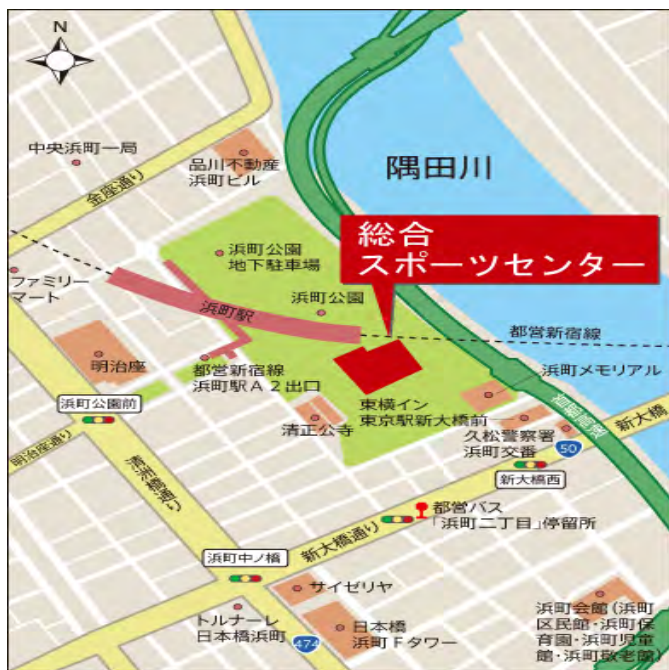 N
中央浜町一局
品川不動産
浜町ビル
金座通り
隅田川
総合
スポーツセンター
浜町公園
地下駐車場
ファミリー
マート
浜町公園
浜町駅
都営新宿線
明治座
都営新宿線
浜町駅A2出口
浜町メモリアル
東横イン
東京駅新大橋前
浜町公園前
清正公寺
久松警察署
浜町交番
新大橋
50
明治座通り
清洲橋通り
新大橋西
都営バス
「浜町二丁目」停留所
新大橋通り
浜町中ノ橋
サイゼリヤ
トルナーレ
日本橋浜町
474
日本橋
浜町Fタワー
浜町会館(浜町
区民館・浜町保
育園・浜町児童
館・浜町敬老館)